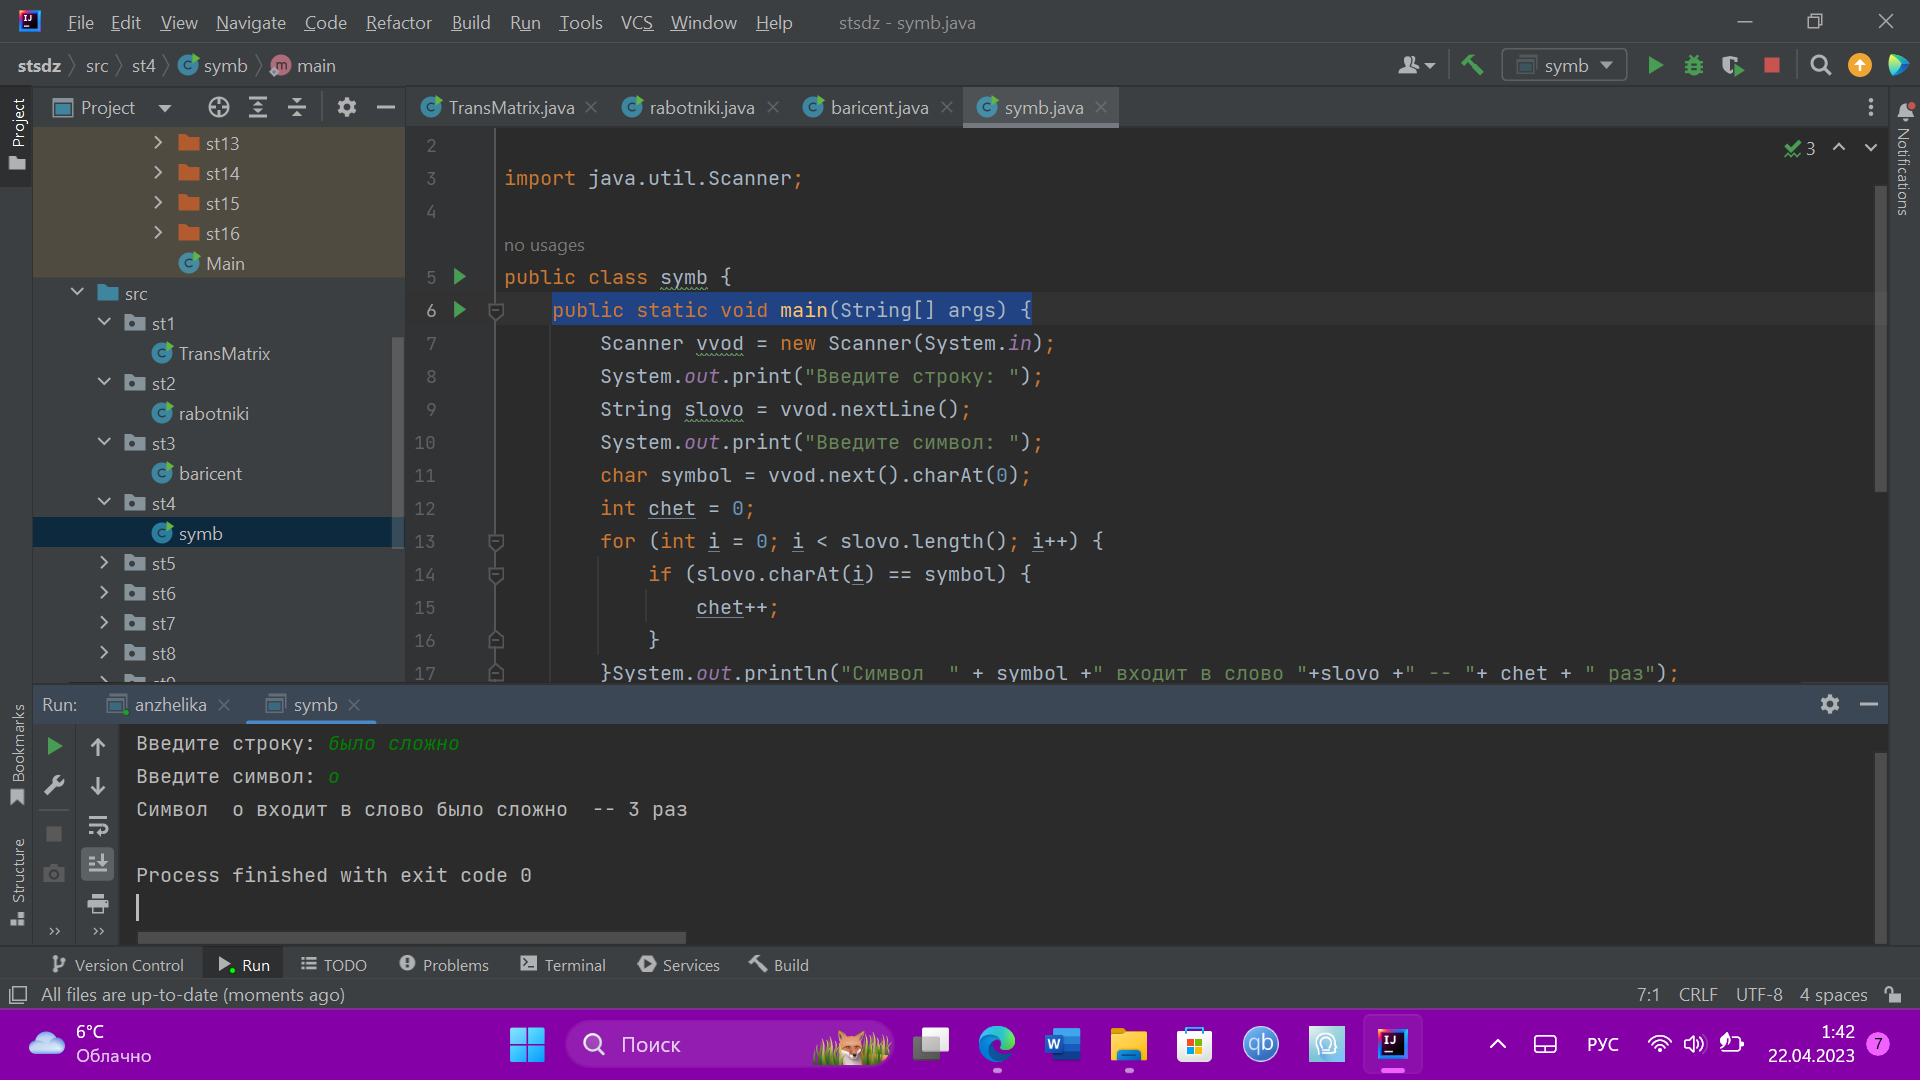 File Edit View Navigate Code Refactor Build Run Tools VCS Window Help stsdz - symb.java
stsdz src st4 symb main symb
Project
Project
TransMatrix.java rabotniki.java baricent.java symb.java
Notifications
st13
st14
st15
st16
Main
src
st1
TransMatrix
st2
rabotniki
st3
baricent
st4
symb
st5
st6
st7
st8
3
2
3 import java.util.Scanner;
4
no usages
5 public class symb {
6 public static void main(String[] args) {
7 Scanner vvod = new Scanner(System.in);
8 System.out.print("Введите строку: ");
9 String slovo = vvod.nextLine();
10 System.out.print("Введите символ: ");
11 char symbol = vvod.next().charAt(0);
12 int chet = 0;
13 for (int i = 0; i < slovo.length(); i++) {
14 if (slovo.charAt(i) == symbol) {
15 chet++;
16 }
17 }System.out.println("Символ  " + symbol +" входит в слово "+slovo +" -- "+ chet + " раз");
Run: anzhelika symb
Bookmarks
Structure
Введите строку: было сложно
Введите символ: о
Символ  о входит в слово было сложно  -- 3 раз
Process finished with exit code 0
Version Control Run TODO Problems Terminal Services Build
All files are up-to-date (moments ago) 7:1 CRLF UTF-8 4 spaces
6°C
Облачно
Поиск
W
qb
IJ
РУС
1:42
22.04.2023
7